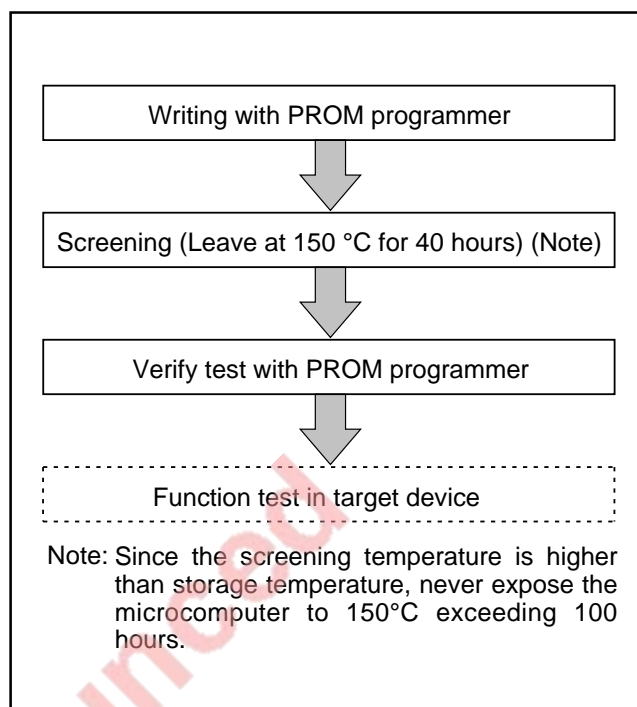 Writing with PROM programmer
Screening (Leave at 150 °C for 40 hours) (Note)
Verify test with PROM programmer
Function test in target device
Note: Since the screening temperature is higher
than storage temperature, never expose the
microcomputer to 150°C exceeding 100
hours.
unced